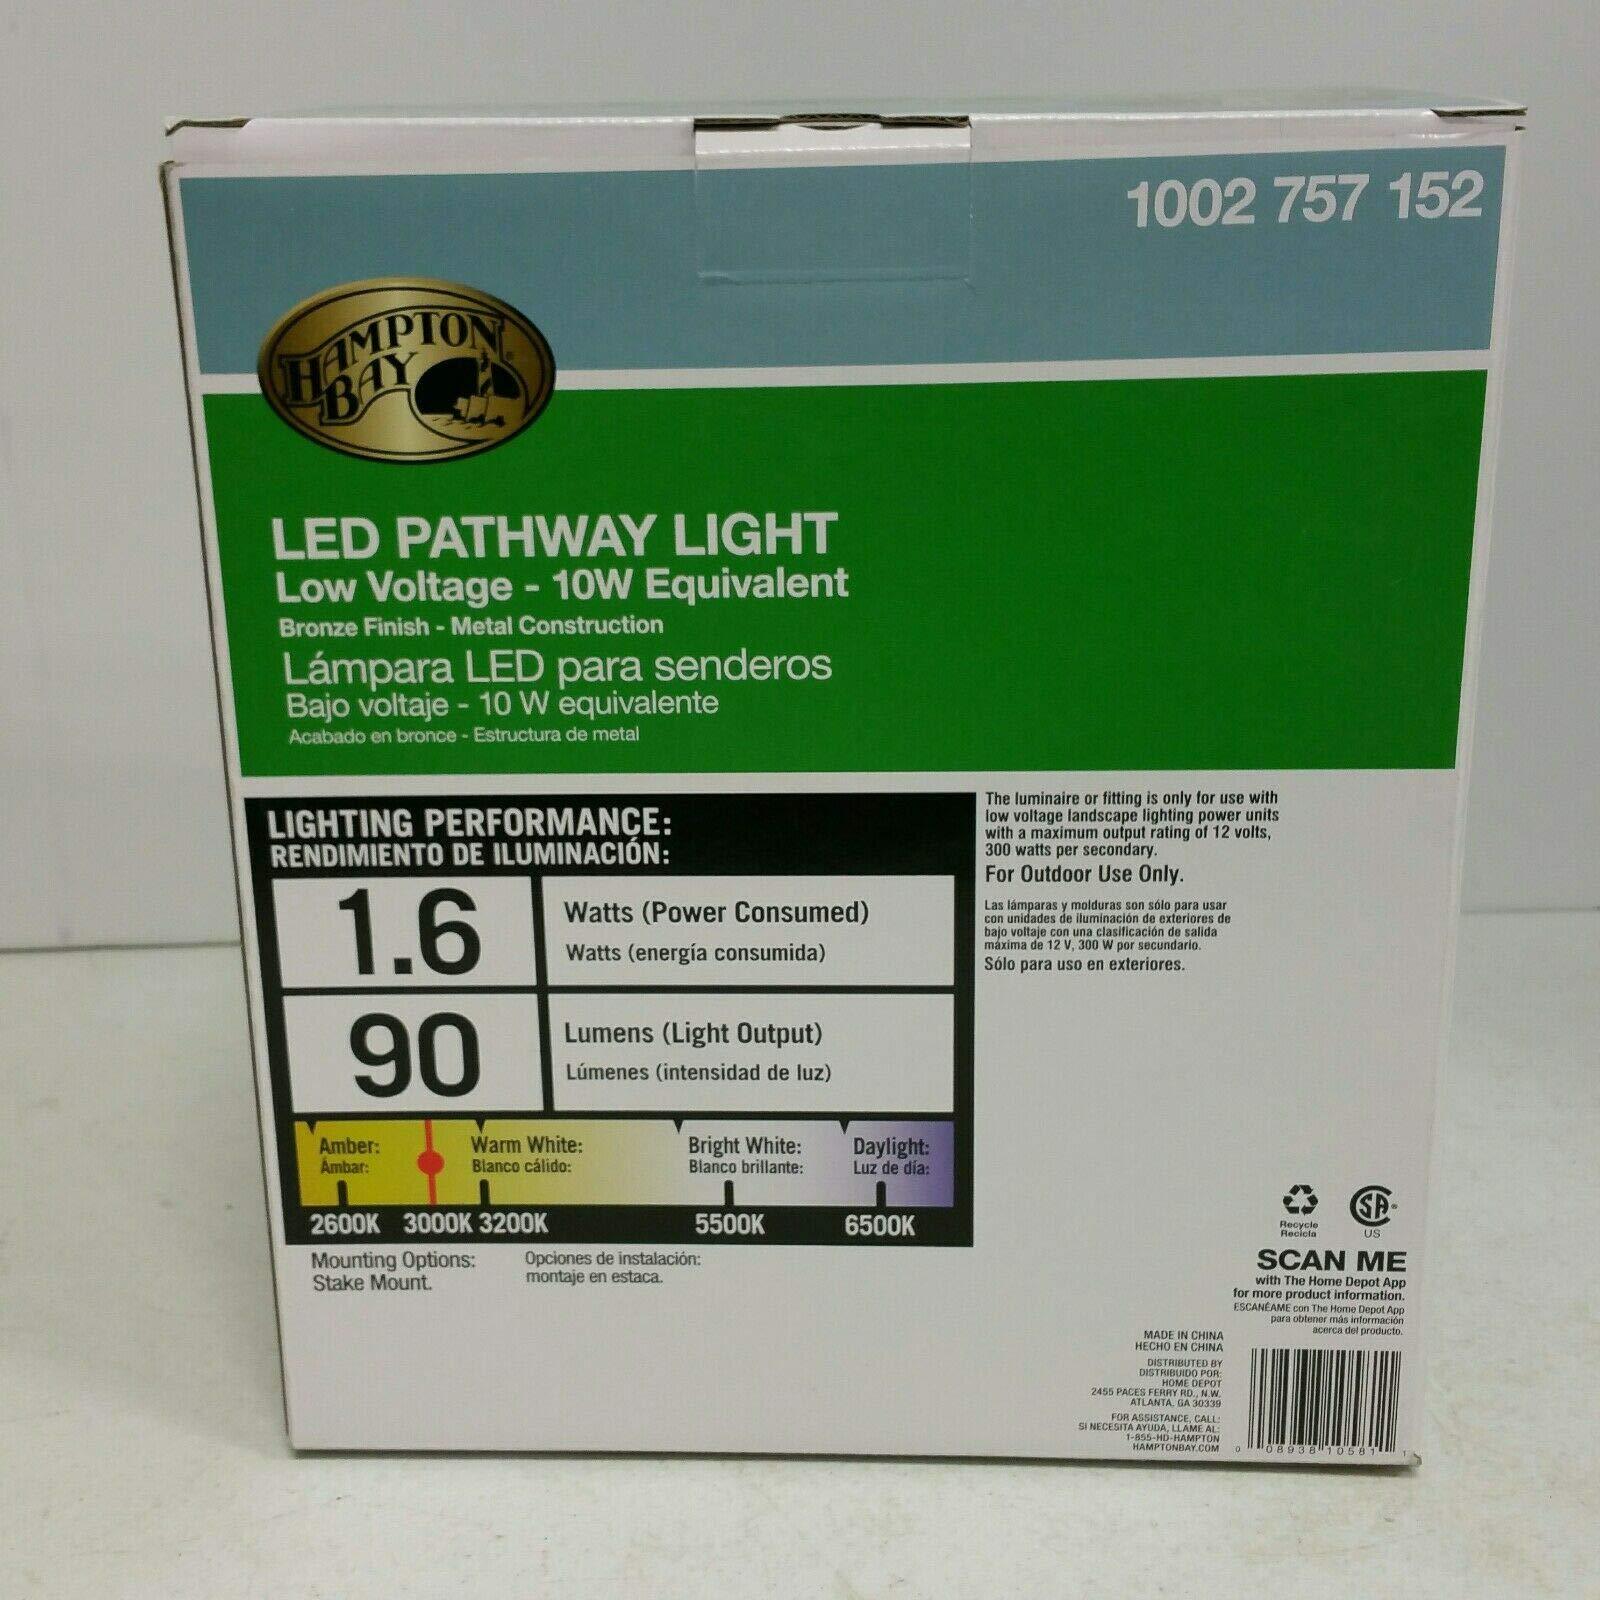 1002 757 152
HAMPTON
BAY
LED PATHWAY LIGHT
Low Voltage - 10W Equivalent
Bronze Finish - Metal Construction
Lámpara LED para senderos
Bajo voltaje - 10 W equivalente
Acabado en bronce - Estructura de metal
LIGHTING PERFORMANCE:
RENDIMIENTO DE ILUMINACIÓN:
1.6
Watts (Power Consumed)
Watts (energía consumida)
90
Lumens (Light Output)
Lúmenes (intensidad de luz)
Amber: Warm White: Bright White: Daylight:
Ámbar: Blanco cálido: Blanco brillante: Luz de día:
2600K 3000K 3200K 5500K 6500K
Mounting Options:
Stake Mount.
Opciones de instalación:
montaje en estaca.
The luminaire or fitting is only for use with
low voltage landscape lighting power units
with a maximum output rating of 12 volts,
300 watts per secondary.
For Outdoor Use Only.
Las lámparas y molduras son sólo para usar
con unidades de iluminación de exteriores de
bajo voltaje con una clasificación de salida
máxima de 12 V, 300 W por secundario.
Sólo para uso en exteriores.
Recycle
Recicla
SA
US
SCAN ME
with The Home Depot App
for more product information.
ESCANÉAME con The Home Depot App
para obtener más información
acerca del producto.
MADE IN CHINA
HECHO EN CHINA
DISTRIBUTED BY
DISTRIBUIDO POR:
HOME DEPOT
2455 PACES FERRY RD., N.W.
ATLANTA, GA 30339
FOR ASSISTANCE, CALL:
SI NECESITA AYUDA, LLAME AL:
1-855-HD-HAMPTON
HAMPTONBAY.COM
0 08938 10581 1